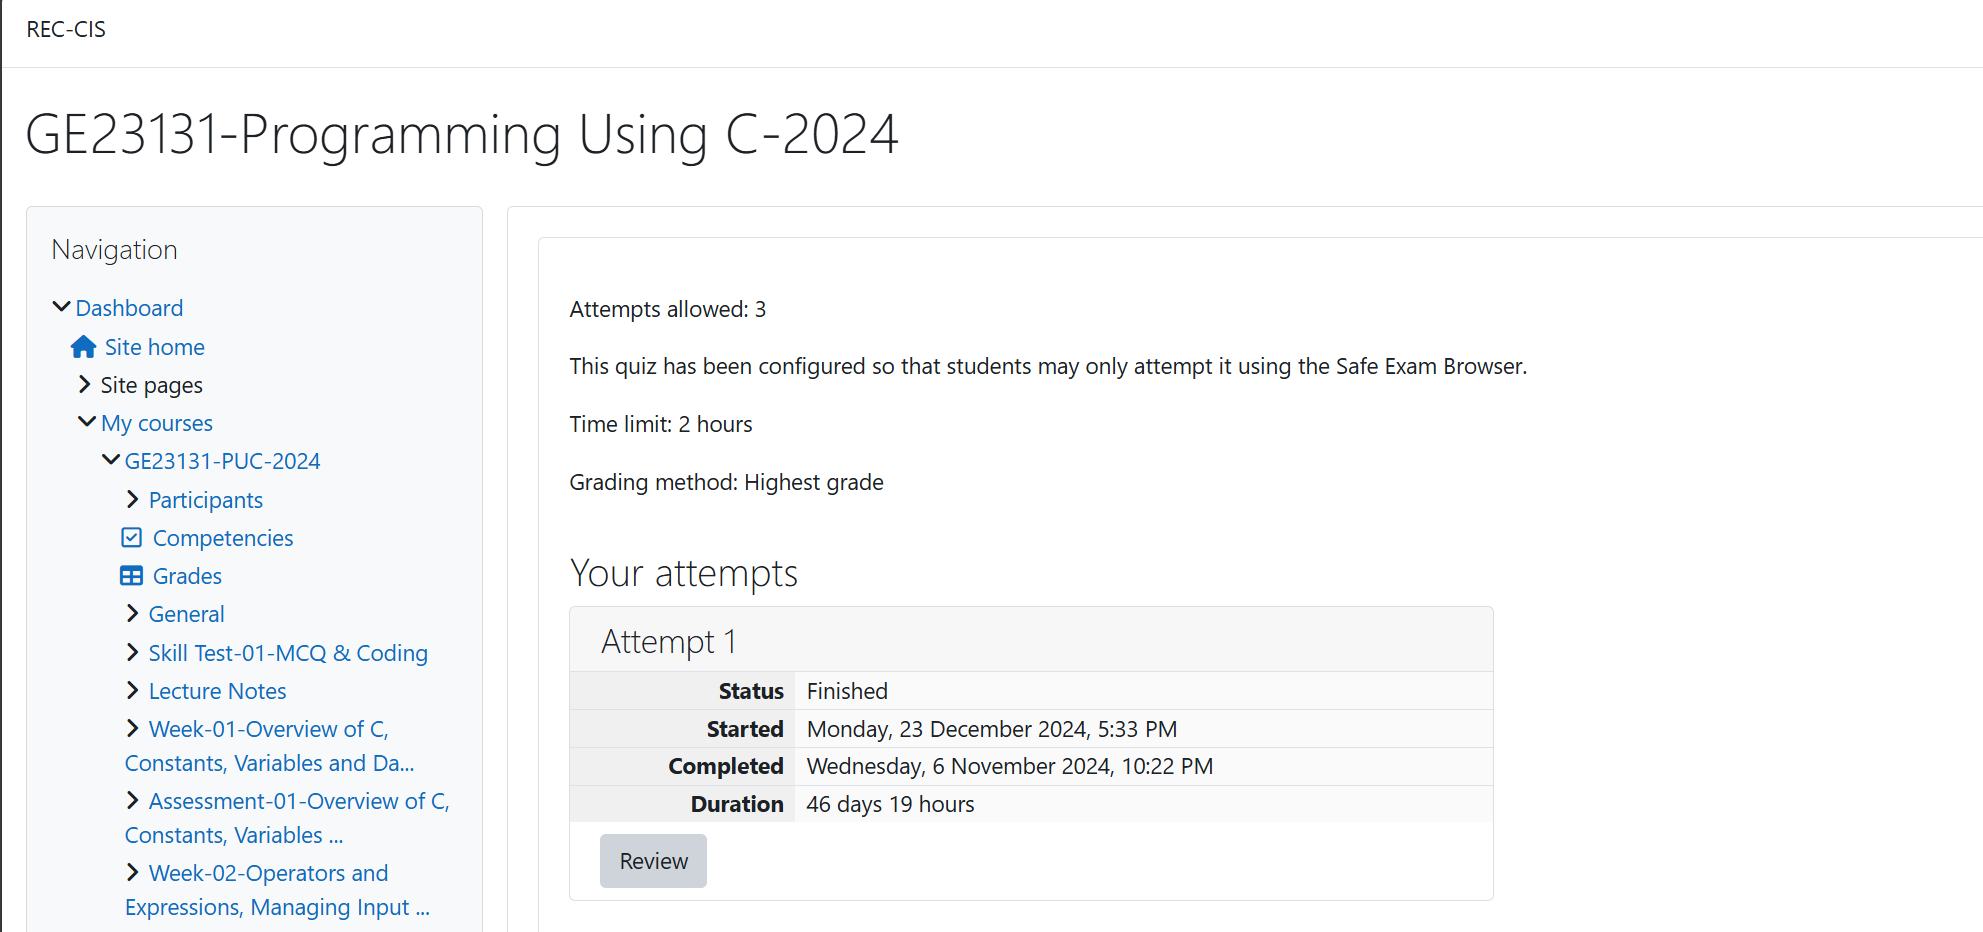 REC-CIS
GE23131-Programming Using C-2024
Navigation
Dashboard
Site home
Site pages
My courses
GE23131-PUC-2024
Participants
Competencies
Grades
General
Skill Test-01-MCQ & Coding
Lecture Notes
Week-01-Overview of C,
Constants, Variables and Da...
Assessment-01-Overview of C,
Constants, Variables ...
Week-02-Operators and
Expressions, Managing Input ...
Attempts allowed: 3
This quiz has been configured so that students may only attempt it using the Safe Exam Browser.
Time limit: 2 hours
Grading method: Highest grade
Your attempts
Attempt 1
Status Finished
Started Monday, 23 December 2024, 5:33 PM
Completed Wednesday, 6 November 2024, 10:22 PM
Duration 46 days 19 hours
Review